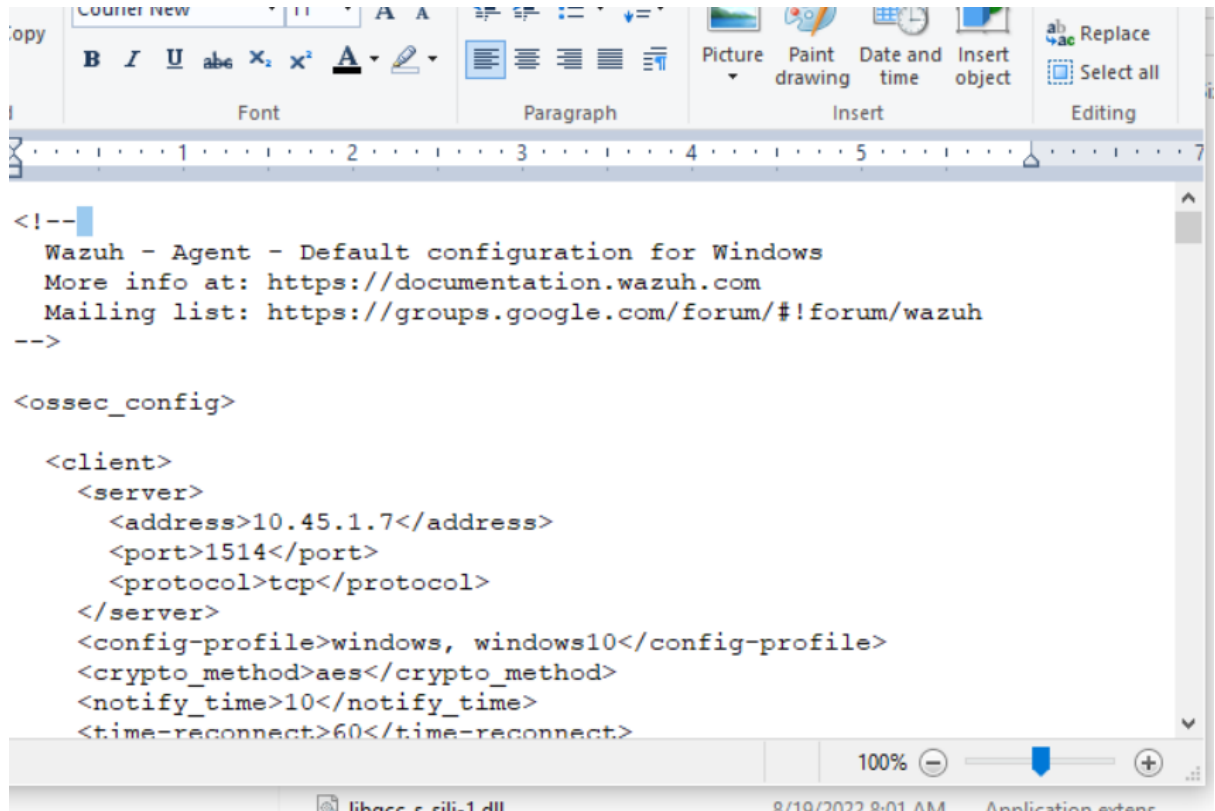 Courier New 11 A A
opy
B I U abc X₂ x² A
Picture Paint Date and Insert
drawing time object
Replace
Select all
Font Paragraph Insert Editing
1 2 3 4 5 7
<!--
Wazuh - Agent - Default configuration for Windows
More info at: https://documentation.wazuh.com
Mailing list: https://groups.google.com/forum/#!forum/wazuh
-->
<ossec_config>
<client>
<server>
<address>10.45.1.7</address>
<port>1514</port>
<protocol>tcp</protocol>
</server>
<config-profile>windows, windows10</config-profile>
<crypto_method>aes</crypto_method>
<notify_time>10</notify_time>
<time-reconnect>60</time-reconnect>
100%
8/19/2022 8:01 AM Application extens